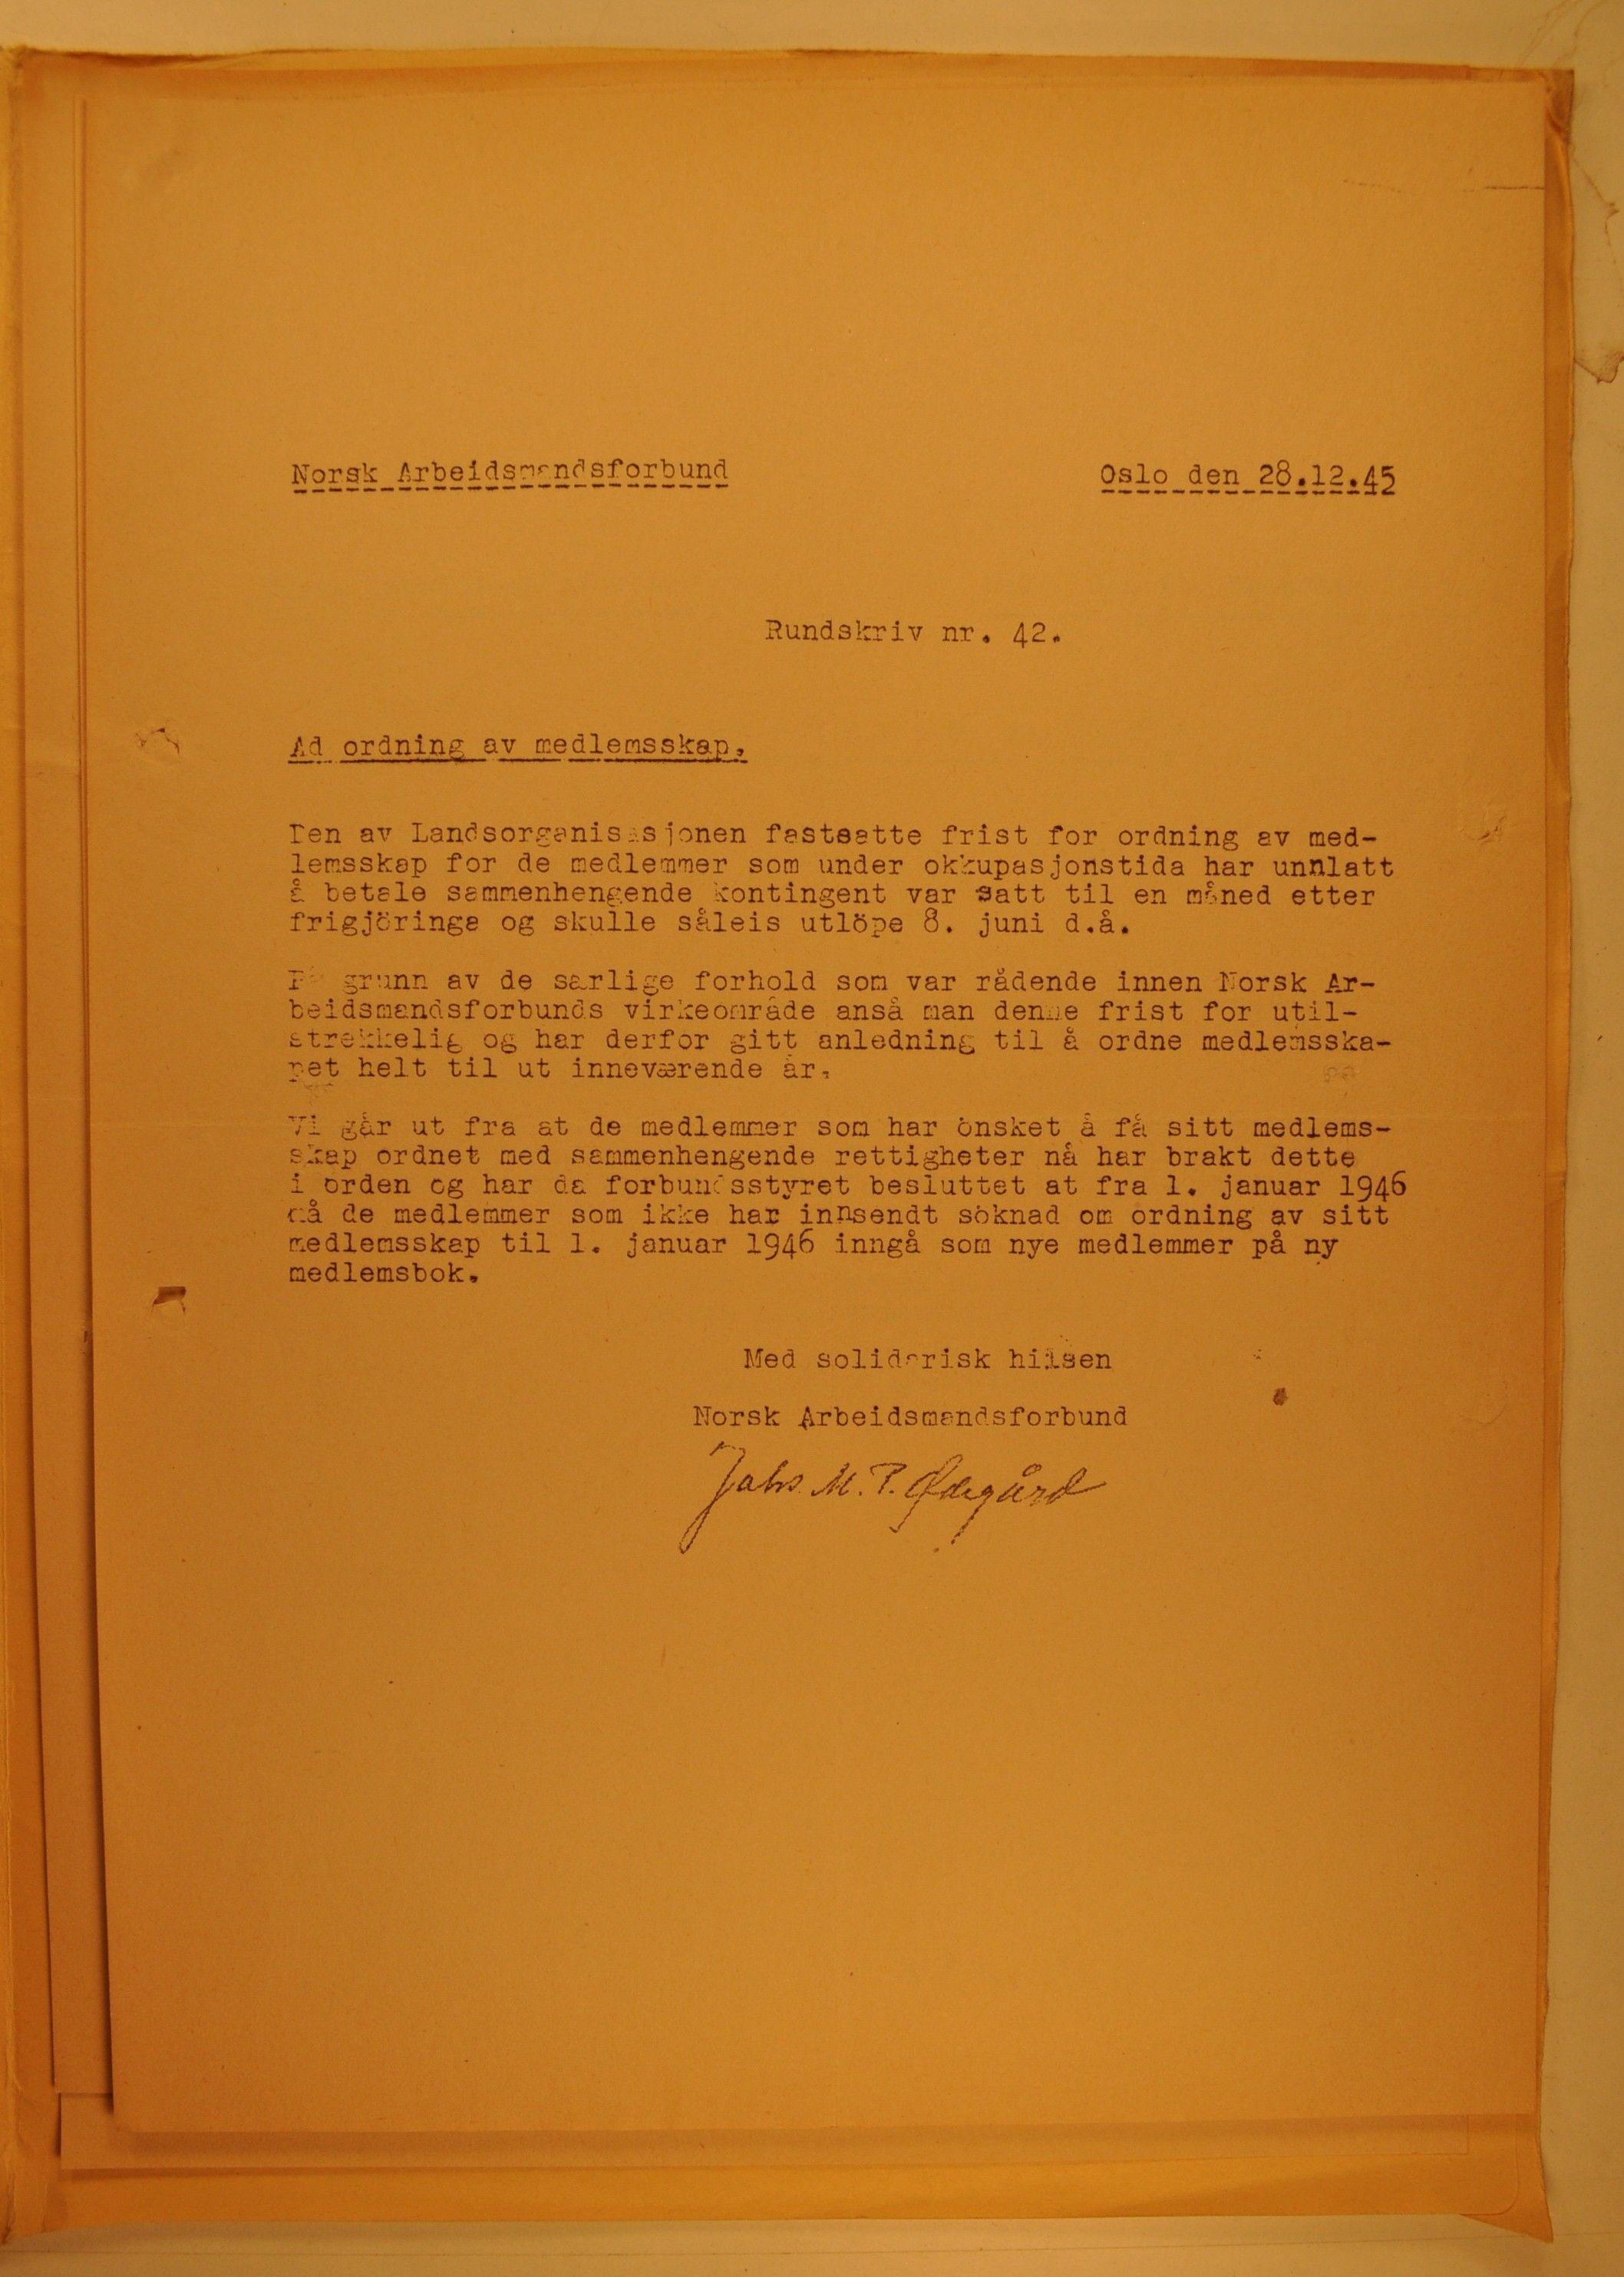 Norsk Arbeidsmandsforbund
Oslo den 28.12.45
Rundskriv nr. 42.
Ad ordning av medlemsskap.
Den av Landsorganisasjonen fastsatte frist for ordning av med-
lemsskap for de medlemmer som under okkupasjonstida har unnlatt
å betale sammenhengende kontingent var satt til en måned etter
frigjöringa og skulle såleis utlöpe 8. juni d.å.
På grunn av de særlige forhold som var rådende innen Norsk Ar-
beidsmandsforbunds virkeområde anså man denne frist for util-
strekkelig og har derfor gitt anledning til å ordne medlemsska-
pet helt til ut inneværende år.
Vi går ut fra at de medlemmer som har önsket å få sitt medlems-
skap ordnet med sammenhengende rettigheter nå har brakt dette
i orden og har da forbundsstyret besluttet at fra 1. januar 1946
må de medlemmer som ikke har innsendt söknad om ordning av sitt
medlemsskap til 1. januar 1946 inngå som nye medlemmer på ny
medlemsbok.
Med solidarisk hilsen
Norsk Arbeidsmandsforbund
Johs. M. P. Ødegård